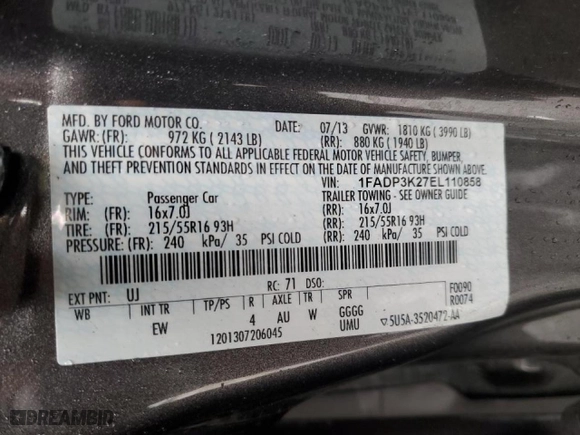 MFD. BY FORD MOTOR CO.
DATE: 07/13 GVWR: 1810 KG ( 3990 LB)
GAWR: (FR): 972 KG ( 2143 LB) (RR): 880 KG ( 1940 LB)
THIS VEHICLE CONFORMS TO ALL APPLICABLE FEDERAL MOTOR VEHICLE SAFETY, BUMPER,
AND THEFT PREVENTION STANDARDS IN EFFECT ON THE DATE OF MANUFACTURE SHOWN ABOVE.
VIN: 1FADP3K27EL110858
TYPE: Passenger Car TRAILER TOWING - SEE OWNER GUIDE
RIM: (FR): 16x7.0J (RR): 16x7.0J
TIRE: (FR): 215/55R16 93H (RR): 215/55R16 93H
PRESSURE: (FR): 240 kPa/ 35 PSI COLD (RR): 240 kPa/ 35 PSI COLD
EXT PNT: UJ RC: 71 DSO: F0090
WB INT TR TP/PS R AXLE TR SPR R0074
EW 4 AU W GGGG
UMU
1201307206045 ▽5U5A-3520472-AA
DREAMBID